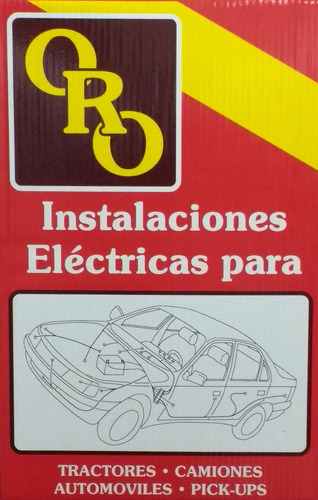 ORO
Instalaciones
Eléctricas para
TRACTORES · CAMIONES
AUTOMOVILES · PICK-UPS